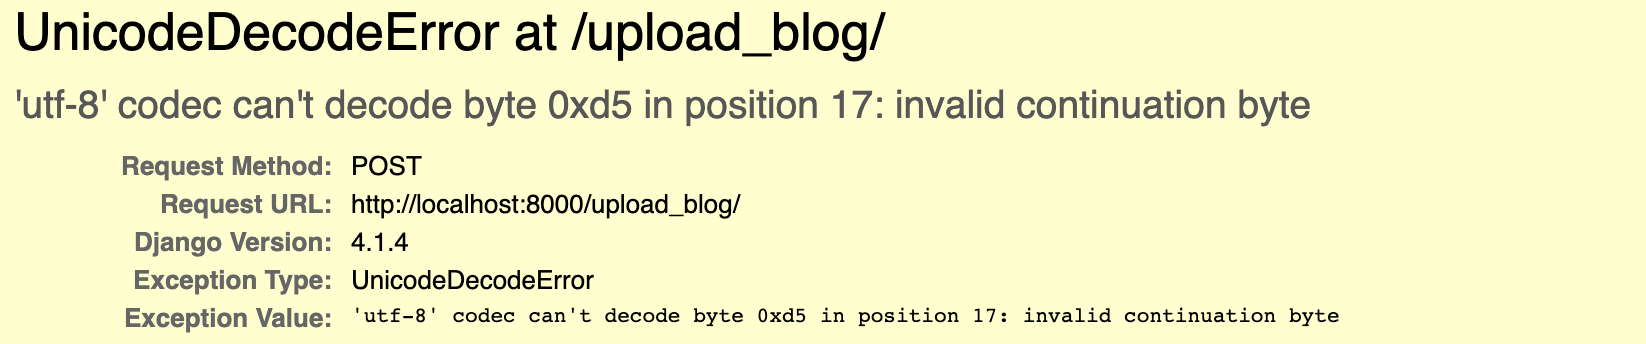 UnicodeDecodeError at /upload_blog/
'utf-8' codec can't decode byte 0xd5 in position 17: invalid continuation byte
Request Method: POST
Request URL: http://localhost:8000/upload_blog/
Django Version: 4.1.4
Exception Type: UnicodeDecodeError
Exception Value: 'utf-8' codec can't decode byte 0xd5 in position 17: invalid continuation byte